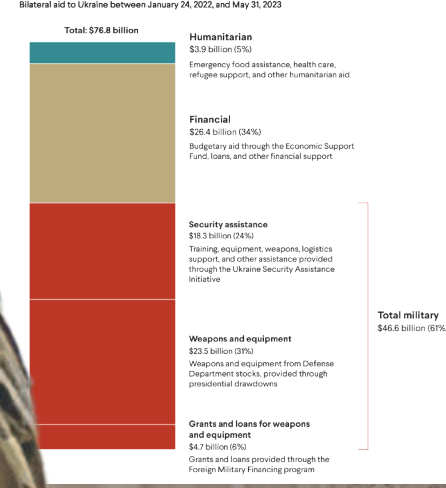 Bilateral aid to Ukraine between January 24, 2022, and May 31, 2023
Total: $76.8 billion
Humanitarian
$3.9 billion (5%)
Emergency food assistance, health care,
refugee support, and other humanitarian aid
Financial
$26.4 billion (34%)
Budgetary aid through the Economic Support
Fund, loans, and other financial support
Security assistance
$18.3 billion (24%)
Training, equipment, weapons, logistics
support, and other assistance provided
through the Ukraine Security Assistance
Initiative
Total military
$46.6 billion (61%
Weapons and equipment
$23.5 billion (31%)
Weapons and equipment from Defense
Department stocks, provided through
presidential drawdowns
Grants and loans for weapons
and equipment
$4.7 billion (6%)
Grants and loans provided through the
Foreign Military Financing program